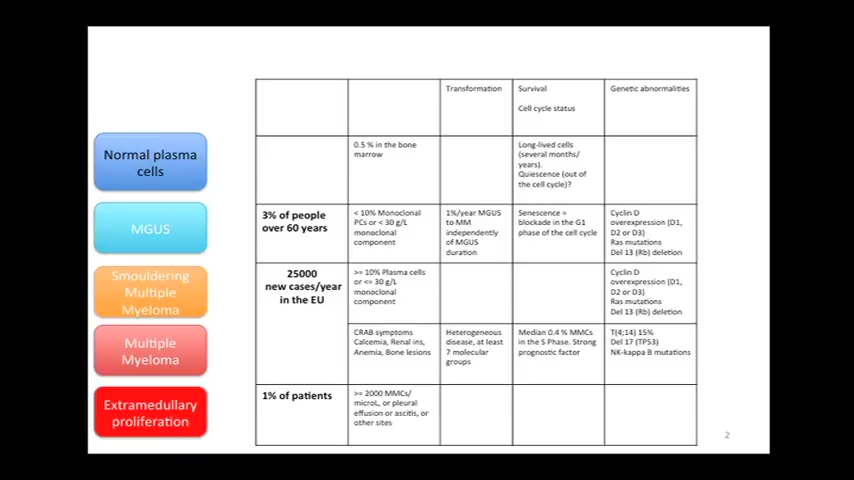 Transformation
Survival
Cell cycle status
Genetic abnormalities
Normal plasma
cells
0.5 % in the bone
marrow
Long-lived cells
(several months/
years).
Quiescence (out of
the cell cycle)?
MGUS
3% of people
over 60 years
< 10% Monoclonal
PCs or < 30 g/L
monoclonal
component
1%/year MGUS
to MM
independently
of MGUS
duration
Senescence =
blockade in the G1
phase of the cell cycle
Cyclin D
overexpression (D1,
D2 or D3)
Ras mutations
Del 13 (Rb) deletion
Smouldering
Multiple
Myeloma
25000
new cases/year
in the EU
>= 10% Plasma cells
or <= 30 g/L
monoclonal
component
Cyclin D
overexpression (D1,
D2 or D3)
Ras mutations
Del 13 (Rb) deletion
Multiple
Myeloma
CRAB symptoms
Calcemia, Renal ins,
Anemia, Bone lesions
Heterogeneous
disease, at least
7 molecular
groups
Median 0.4 % MMCs
in the S Phase. Strong
prognostic factor
T(4;14) 15%
Del 17 (TP53)
NK-kappa B mutations
Extramedullary
proliferation
1% of patients
>= 2000 MMCs/
microL, or pleural
effusion or ascitis, or
other sites
2